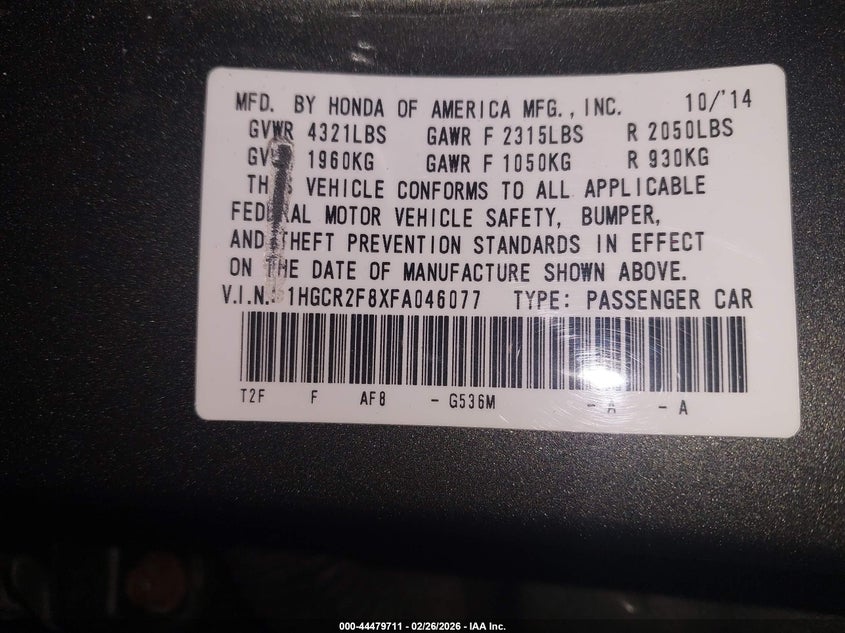 MFD. BY HONDA OF AMERICA MFG., INC. 10/'14
GVWR 4321LBS GAWR F 2315LBS R 2050LBS
1960KG GAWR F 1050KG R 930KG
VEHICLE CONFORMS TO ALL APPLICABLE
FEDERAL MOTOR VEHICLE SAFETY, BUMPER,
AND THEFT PREVENTION STANDARDS IN EFFECT
ON THE DATE OF MANUFACTURE SHOWN ABOVE.
V.I.N.: 1HGCR2F8XFA046077 TYPE: PASSENGER CAR
T2F F AF8 - G536M - A - A
000-44479711 - 02/26/2026 - IAA Inc.